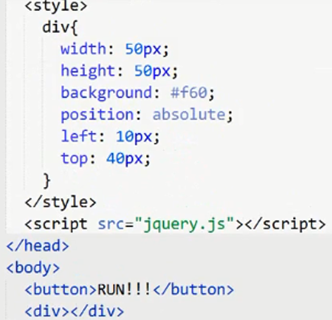 <style>
div{
width: 50px;
height: 50px;
background: #f60;
position: absolute;
left: 10px;
top: 40px;
}
</style>
<script src="jquery.js"></script>
</head>
<body>
<button>RUN!!!</button>
<div></div>